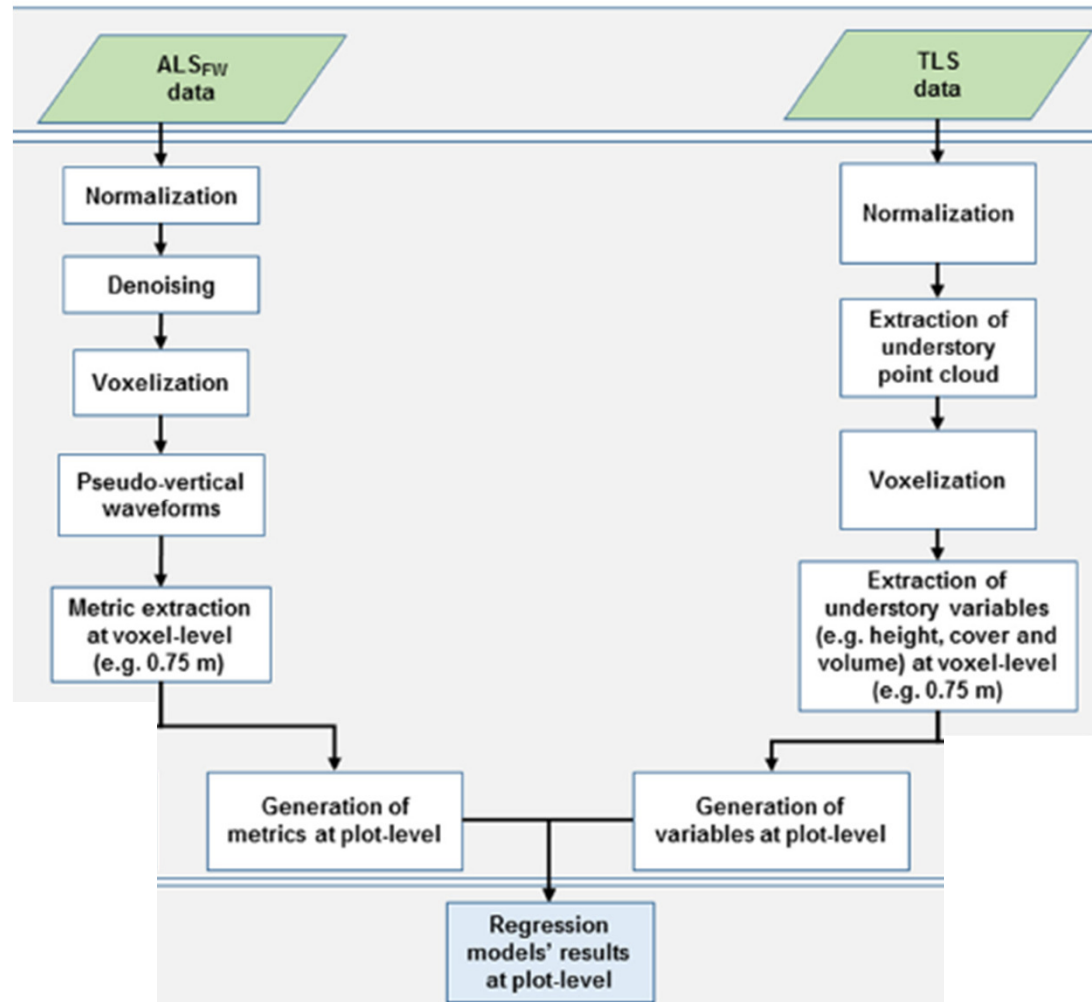 ALSFW
data
TLS
data
Normalization
Denoising
Voxelization
Pseudo-vertical
waveforms
Metric extraction
at voxel-level
(e.g. 0.75 m)
Normalization
Extraction of
understory
point cloud
Voxelization
Extraction of
understory variables
(e.g. height, cover and
volume) at voxel-level
(e.g. 0.75 m)
Generation of
metrics at plot-level
Generation of
variables at plot-level
Regression
models’ results
at plot-level